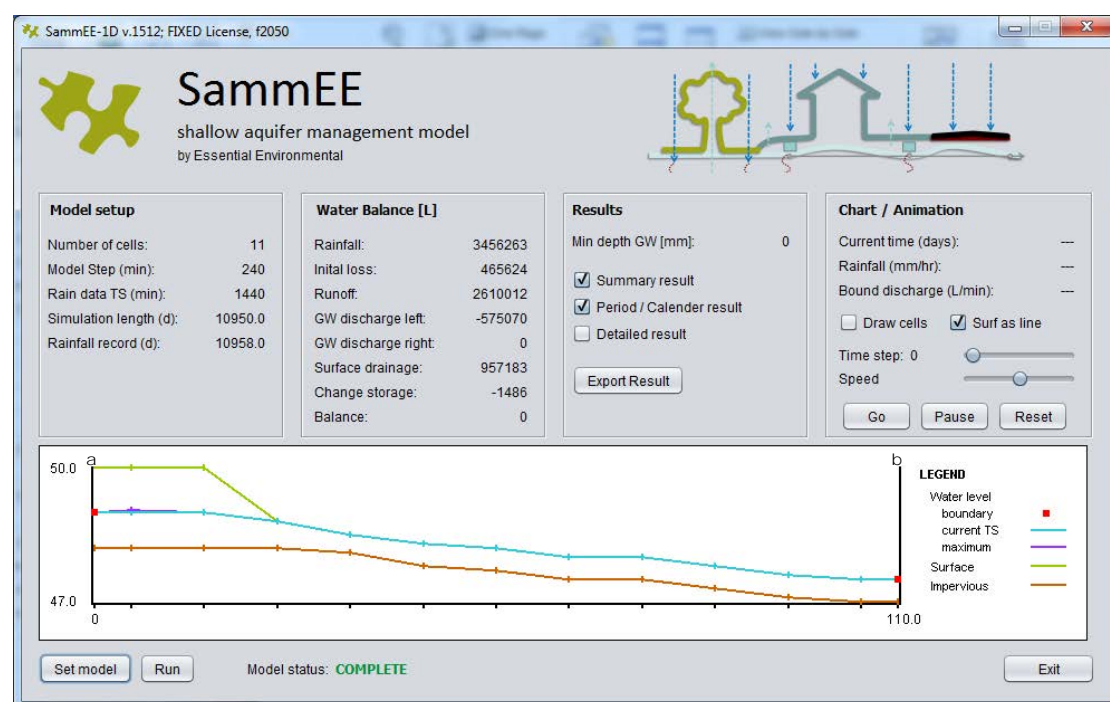 SammEE-1D v.1512; FIXED License, f2050
SammEE
shallow aquifer management model
by Essential Environmental
Model setup
Number of cells: 11
Model Step (min): 240
Rain data TS (min): 1440
Simulation length (d): 10950.0
Rainfall record (d): 10958.0
Water Balance [L]
Rainfall: 3456263
Inital loss: 465624
Runoff: 2610012
GW discharge left: -575070
GW discharge right: 0
Surface drainage: 957183
Change storage: -1486
Balance: 0
Results
Min depth GW [mm]: 0
Summary result
Period / Calender result
Detailed result
Export Result
Chart / Animation
Current time (days): ---
Rainfall (mm/hr): ---
Bound discharge (L/min): ---
Draw cells Surf as line
Time step: 0
Speed
Go Pause Reset
50.0 a b
47.0
0 110.0
LEGEND
Water level
boundary
current TS
maximum
Surface
Impervious
Set model Run Model status: COMPLETE Exit